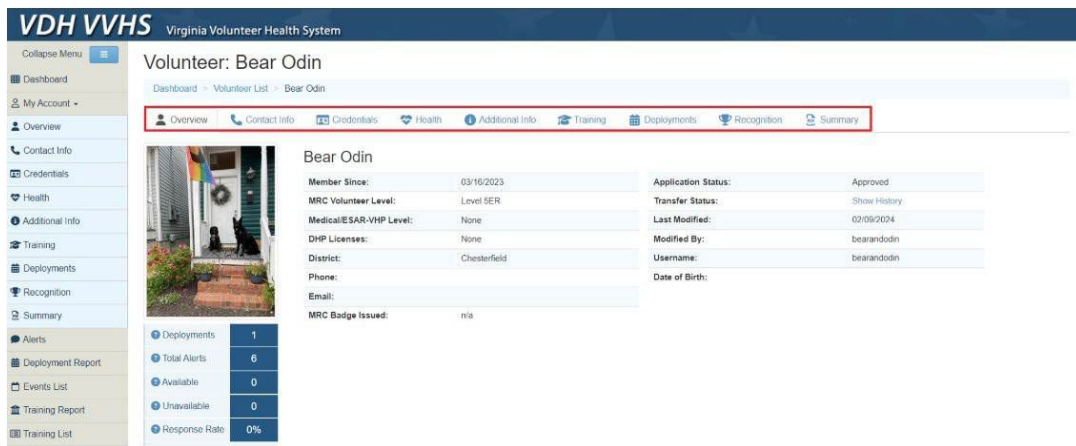 VDH VVHS Virginia Volunteer Health System
Collapse Menu
Dashboard
My Account
Overview
Contact Info
Credentials
Health
Additional Info
Training
Deployments
Recognition
Summary
Alerts
Deployment Report
Events List
Training Report
Training List
Volunteer: Bear Odin
Dashboard > Volunteer List > Bear Odin
Overview Contact Info Credentials Health Additional Info Training Deployments Recognition Summary
Bear Odin
Member Since: 03/16/2023
MRC Volunteer Level: Level 5ER
Medical/ESAR-VHP Level: None
DHP Licenses: None
District: Chesterfield
Phone:
Email:
MRC Badge Issued: n/a
Application Status: Approved
Transfer Status: Show History
Last Modified: 02/09/2024
Modified By: bearandodin
Username: bearandodin
Date of Birth:
Deployments 1
Total Alerts 6
Available 0
Unavailable 0
Response Rate 0%